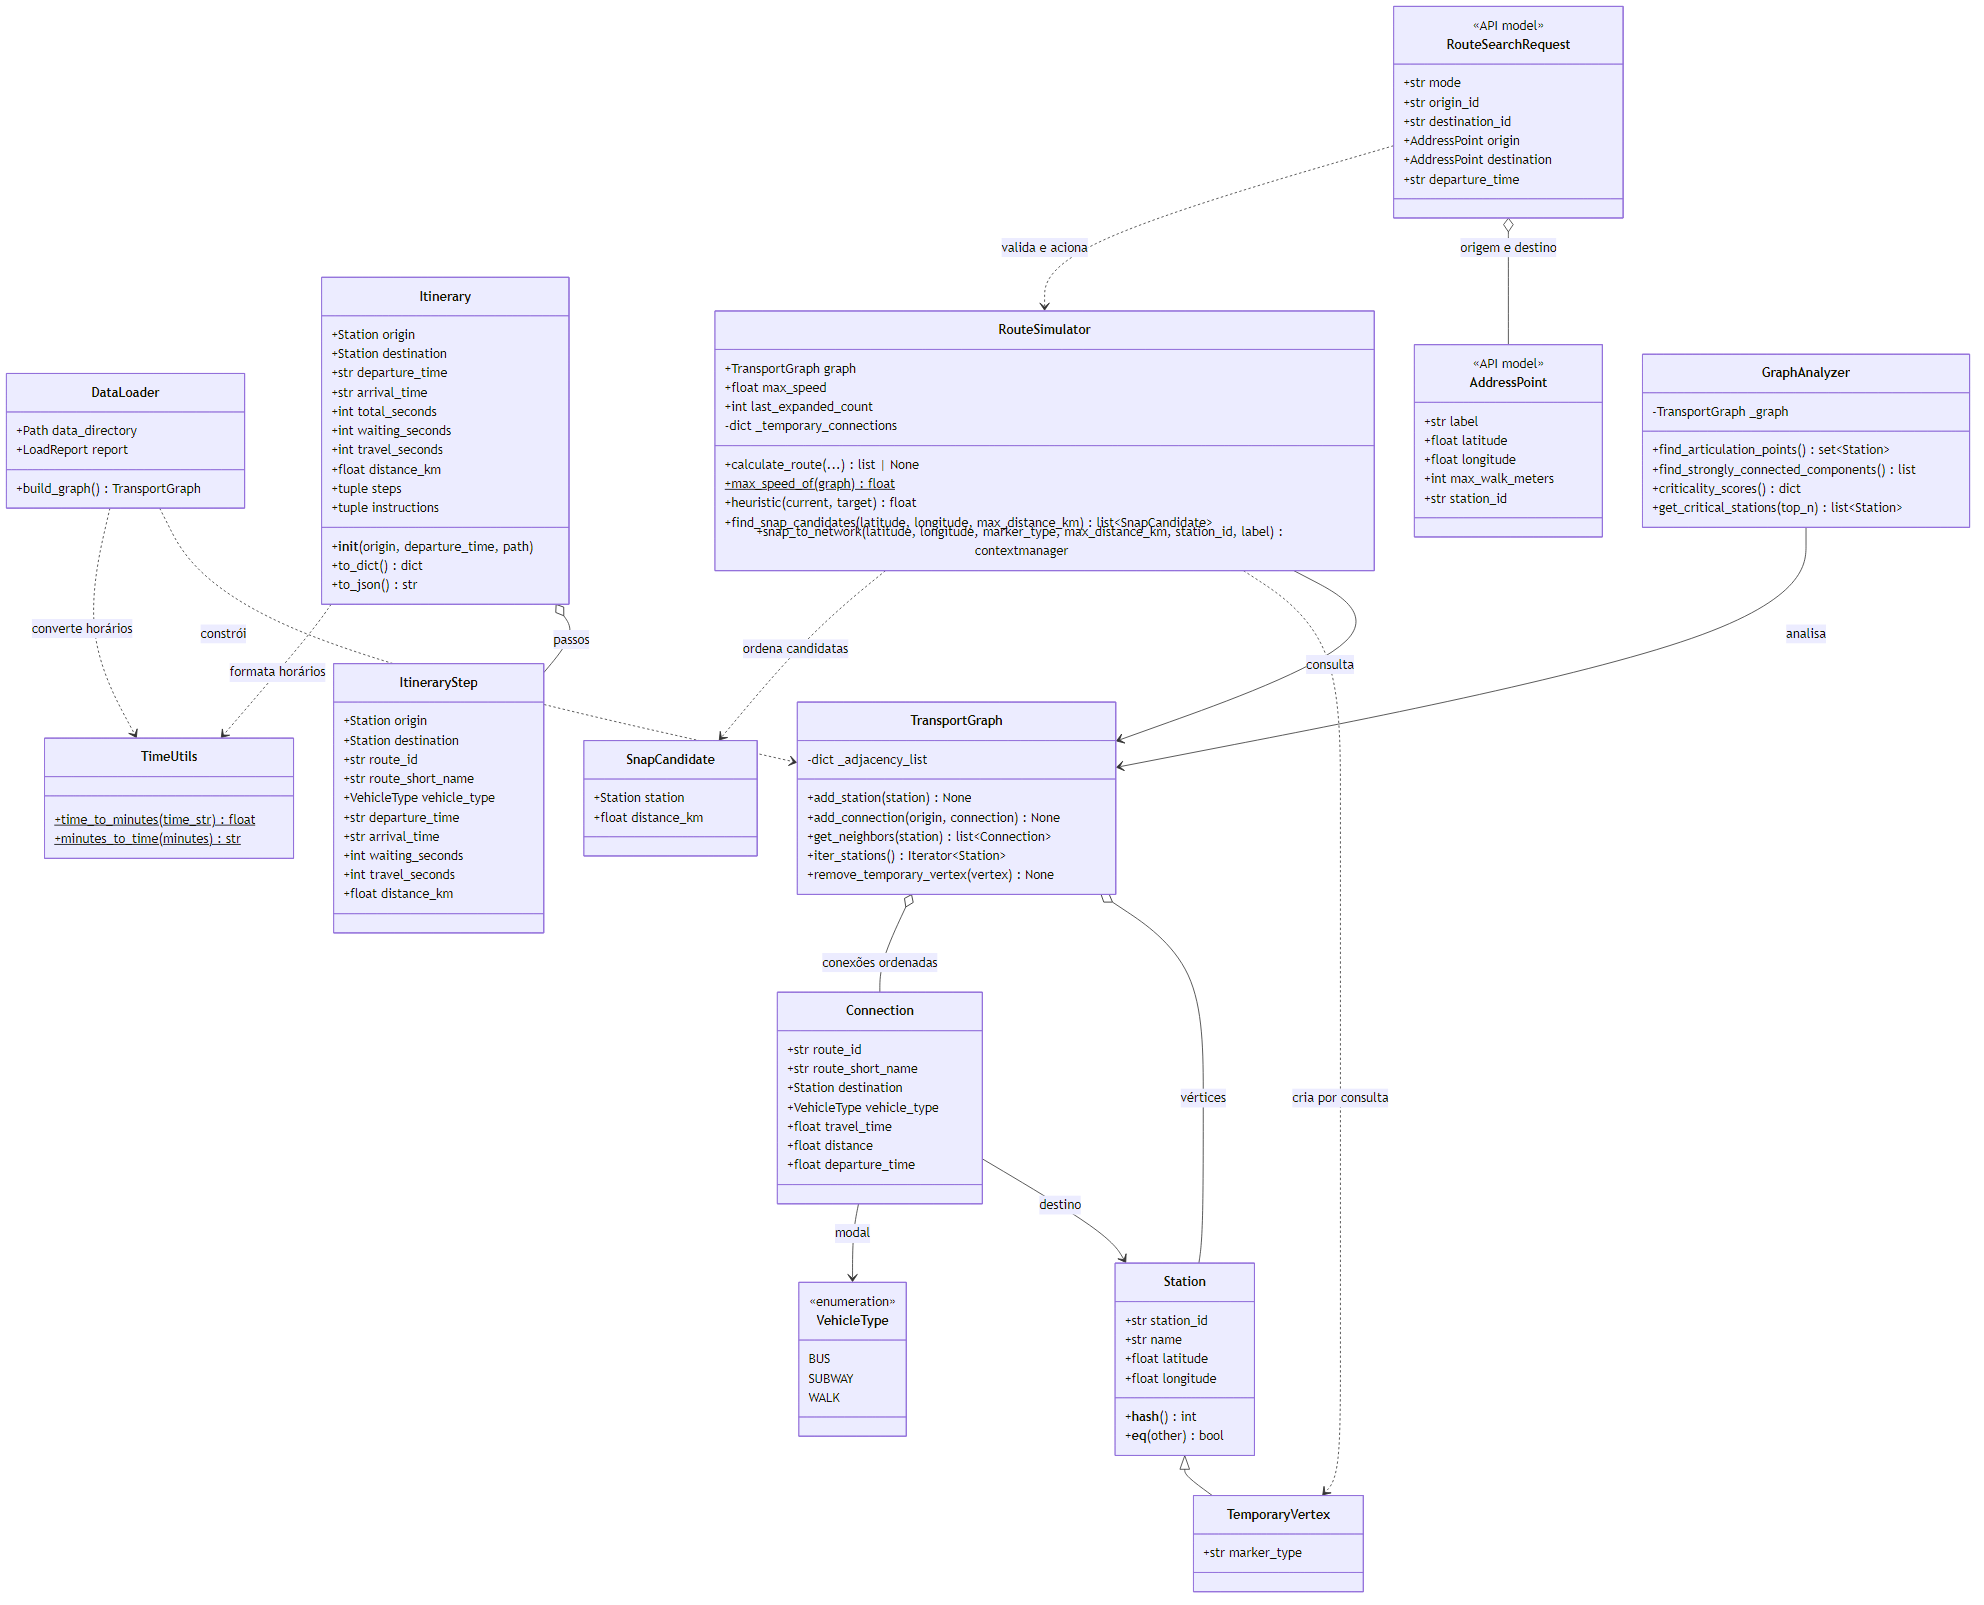 «API model»
RouteSearchRequest
+str mode
+str origin_id
+str destination_id
+AddressPoint origin
+AddressPoint destination
+str departure_time
valida e aciona
origem e destino
Itinerary
+Station origin
+Station destination
+str departure_time
+str arrival_time
+int total_seconds
+int waiting_seconds
+int travel_seconds
+float distance_km
+tuple steps
+tuple instructions
+init(origin, departure_time, path)
+to_dict() : dict
+to_json() : str
RouteSimulator
+TransportGraph graph
+float max_speed
+int last_expanded_count
-dict _temporary_connections
+calculate_route(...) : list | None
+max_speed_of(graph) : float
+heuristic(current, target) : float
+find_snap_candidates(latitude, longitude, max_distance_km) : list<SnapCandidate>
+snap_to_network(latitude, longitude, marker_type, max_distance_km, station_id, label) :
contextmanager
«API model»
AddressPoint
+str label
+float latitude
+float longitude
+int max_walk_meters
+str station_id
GraphAnalyzer
-TransportGraph _graph
+find_articulation_points() : set<Station>
+find_strongly_connected_components() : list
+criticality_scores() : dict
+get_critical_stations(top_n) : list<Station>
DataLoader
+Path data_directory
+LoadReport report
+build_graph() : TransportGraph
converte horários
constrói
formata horários
passos
ordena candidatas
consulta
analisa
ItineraryStep
+Station origin
+Station destination
+str route_id
+str route_short_name
+VehicleType vehicle_type
+str departure_time
+str arrival_time
+int waiting_seconds
+int travel_seconds
+float distance_km
TimeUtils
+time_to_minutes(time_str) : float
+minutes_to_time(minutes) : str
SnapCandidate
+Station station
+float distance_km
TransportGraph
-dict _adjacency_list
+add_station(station) : None
+add_connection(origin, connection) : None
+get_neighbors(station) : list<Connection>
+iter_stations() : Iterator<Station>
+remove_temporary_vertex(vertex) : None
conexões ordenadas
vértices
cria por consulta
Connection
+str route_id
+str route_short_name
+Station destination
+VehicleType vehicle_type
+float travel_time
+float distance
+float departure_time
modal
destino
«enumeration»
VehicleType
BUS
SUBWAY
WALK
Station
+str station_id
+str name
+float latitude
+float longitude
+hash() : int
+eq(other) : bool
TemporaryVertex
+str marker_type